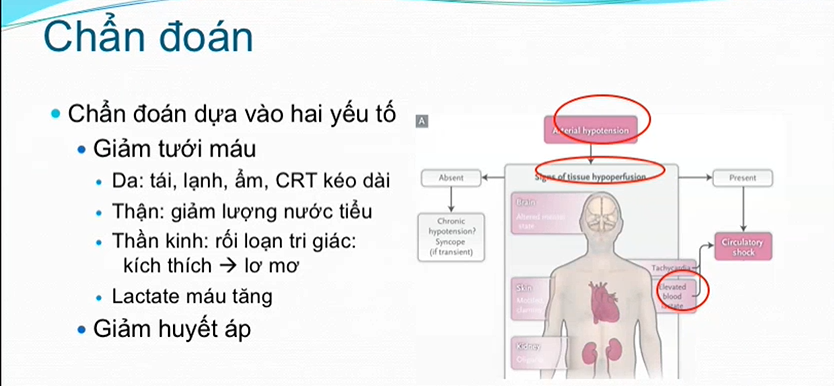 Chẩn đoán
Chẩn đoán dựa vào hai yếu tố
Giảm tưới máu
Da: tái, lạnh, ẩm, CRT kéo dài
Thận: giảm lượng nước tiểu
Thần kinh: rối loạn tri giác:
kích thích → lơ mơ
Lactate máu tăng
Giảm huyết áp
A
Arterial hypotension
Signs of tissue hypoperfusion
Absent
Present
Chronic
hypotension?
Syncope
(if transient)
Brain
Altered mental
state
Circulatory
shock
Tachycardia
Elevated
blood
lactate
Skin
Kidney